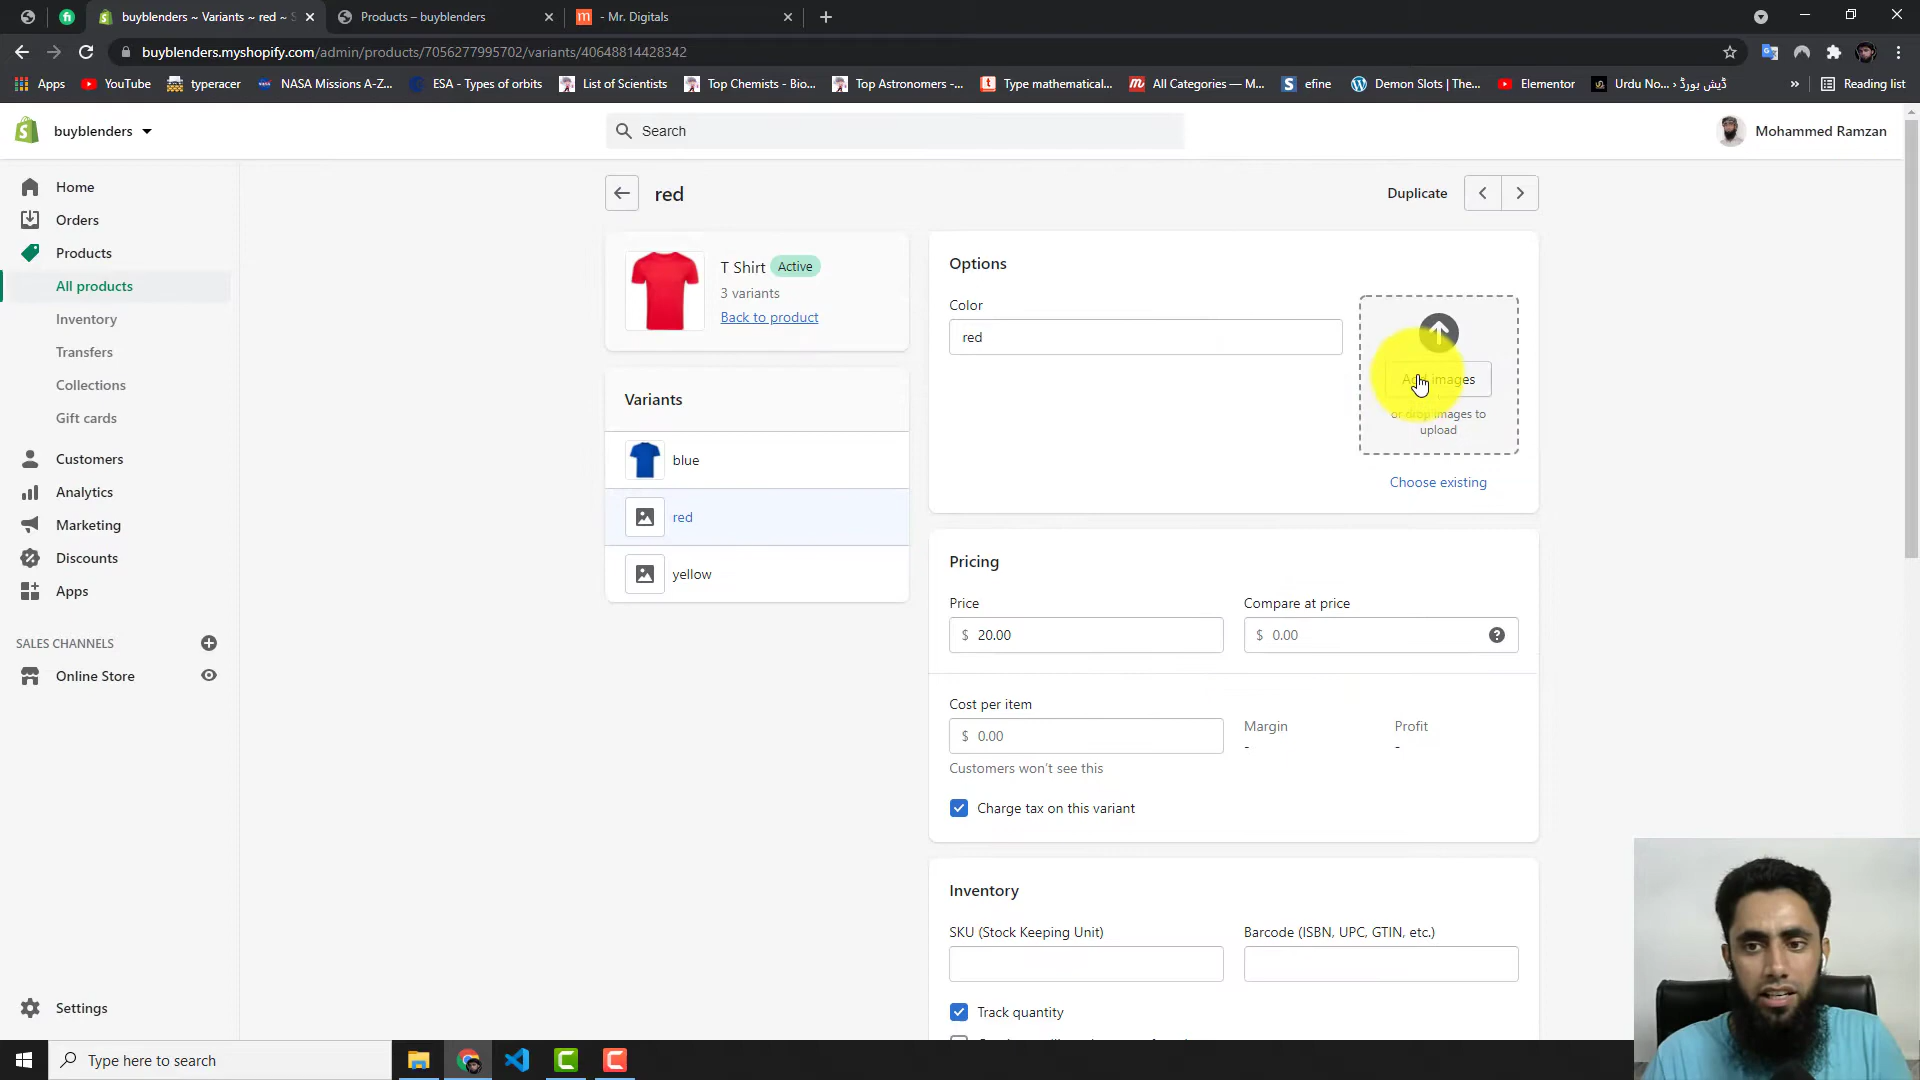 buyblenders ~ Variants ~ red ~ S
Products – buyblenders
- Mr. Digitals
buyblenders.myshopify.com/admin/products/7056277995702/variants/40648814428342
Apps
YouTube
typeracer
NASA Missions A-Z...
ESA - Types of orbits
List of Scientists
Top Chemists - Bio...
Top Astronomers -...
Type mathematical...
All Categories — M...
efine
Demon Slots | The...
Elementor
Urdu No... ‹ ڈیش بورڈ
Reading list
buyblenders
Search
Mohammed Ramzan
Home
Orders
Products
All products
Inventory
Transfers
Collections
Gift cards
Customers
Analytics
Marketing
Discounts
Apps
SALES CHANNELS
Online Store
Settings
red
Duplicate
T Shirt Active
3 variants
Back to product
Variants
blue
red
yellow
Options
Color
red
Add images
or drop images to
upload
Choose existing
Pricing
Price
Compare at price
$ 20.00
$ 0.00
Cost per item
$ 0.00
Margin
-
Profit
-
Customers won't see this
Charge tax on this variant
Inventory
SKU (Stock Keeping Unit)
Barcode (ISBN, UPC, GTIN, etc.)
Track quantity
Type here to search